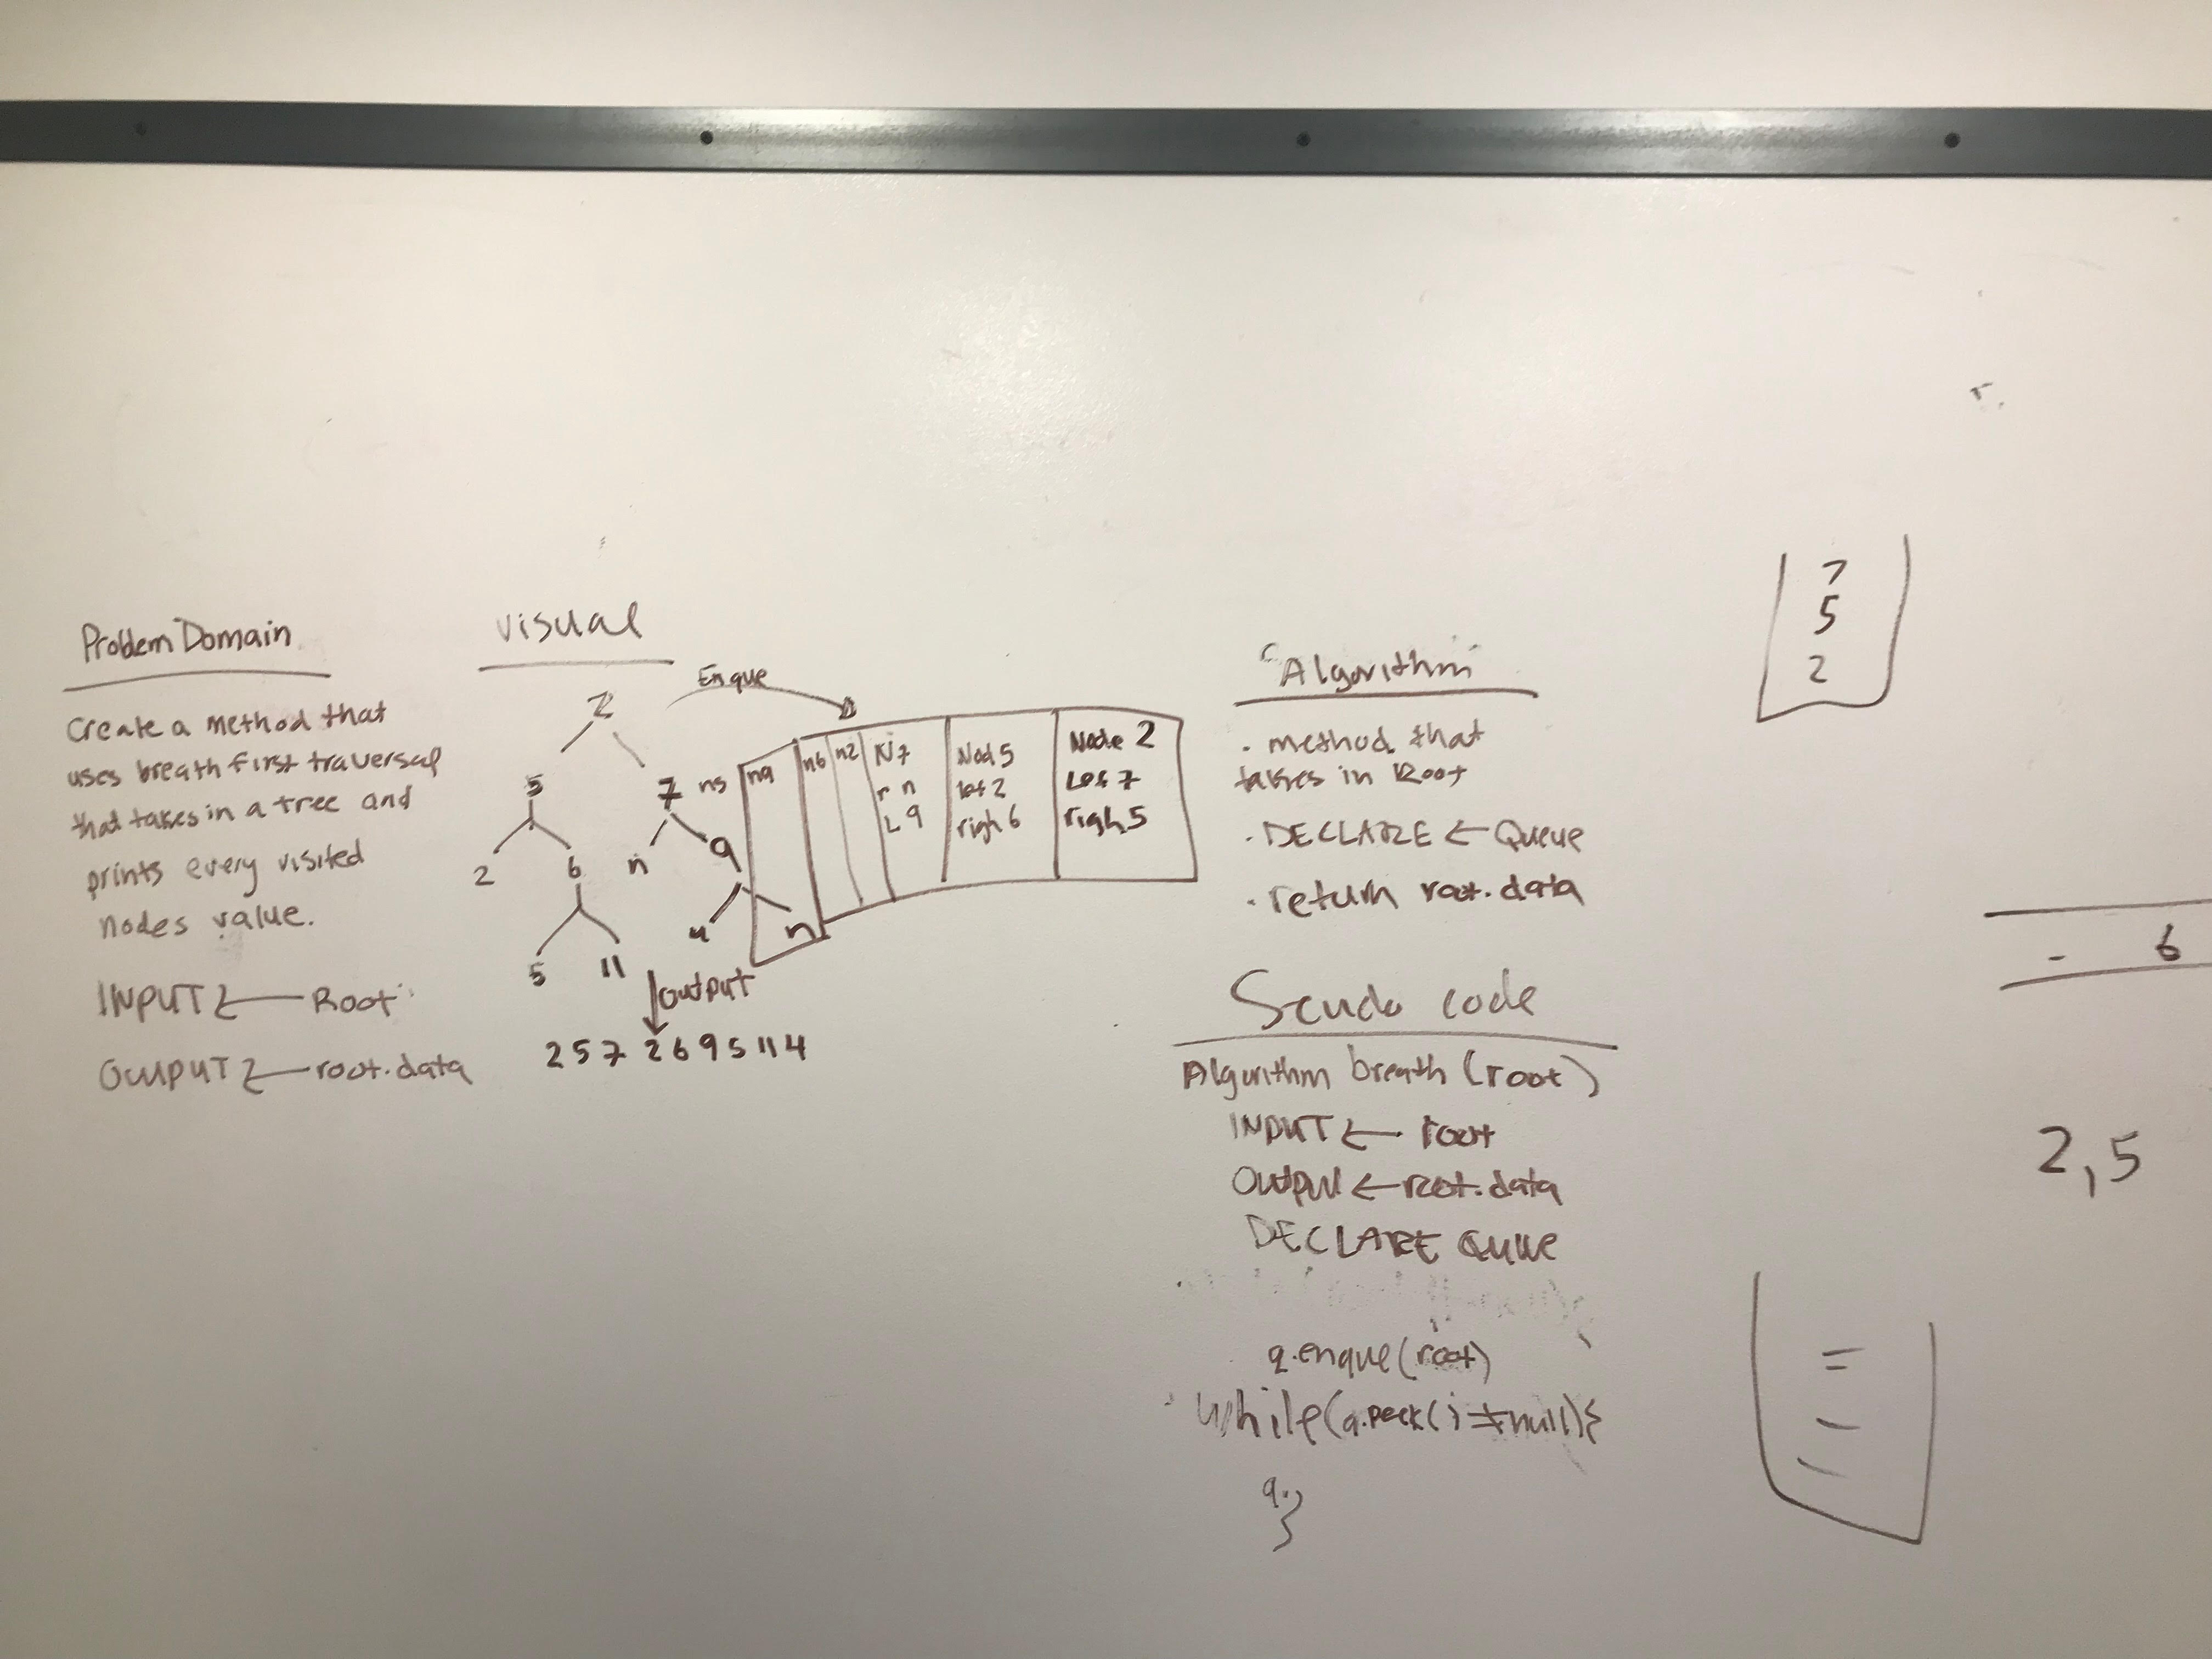 Problem Domain
Create a method that
uses breath first traversal
that takes in a tree and
prints every visited
nodes value.
INPUT ← Root
OUTPUT ← root.data
visual
Enque
2
5 7
2 6 n 9
5 11 4 n
n5 n9 n6 n2 N7 Nod 5 Node 2
r n lef 2 Lef 7
L 9 righ 6 righ 5
output
2 5 7 2 6 9 5 11 4
"Algorithm"
. method that
takes in Root
. DECLARE ← Queue
. return root.data
Seudo code
Algorithm breath (root)
INPUT ← root
Output ← root.data
DECLARE Queue
q.enque(root)
while(q.peek() ≠ null){
q.
}
7
5
2
- 6
2,5